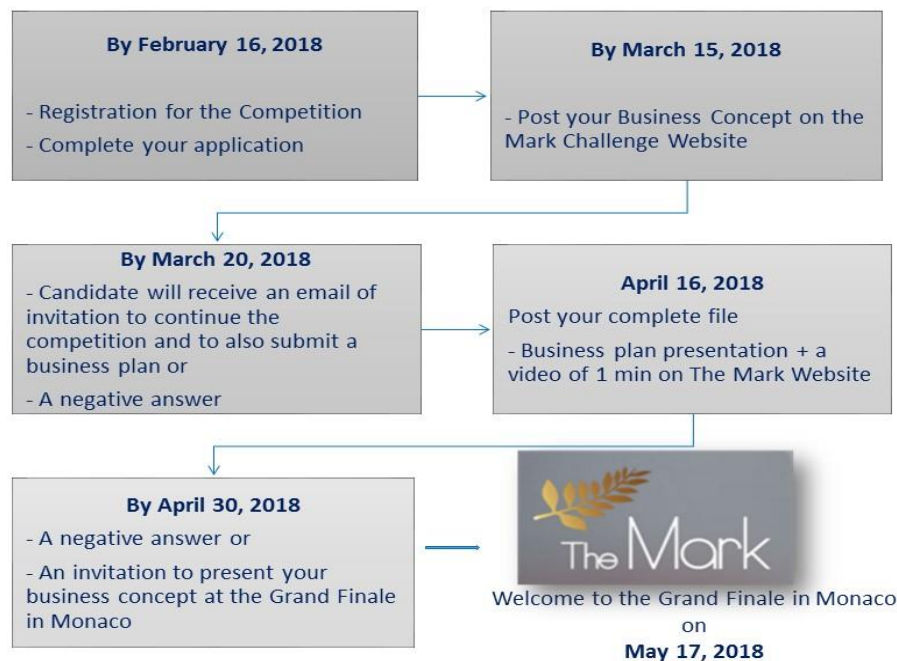 By February 16, 2018
- Registration for the Competition
- Complete your application
By March 15, 2018
- Post your Business Concept on the
Mark Challenge Website
By March 20, 2018
- Candidate will receive an email of
invitation to continue the
competition and to also submit a
business plan or
- A negative answer
April 16, 2018
Post your complete file
- Business plan presentation + a
video of 1 min on The Mark Website
By April 30, 2018
- A negative answer or
- An invitation to present your
business concept at the Grand Finale
in Monaco
The Mark
Welcome to the Grand Finale in Monaco
on
May 17, 2018